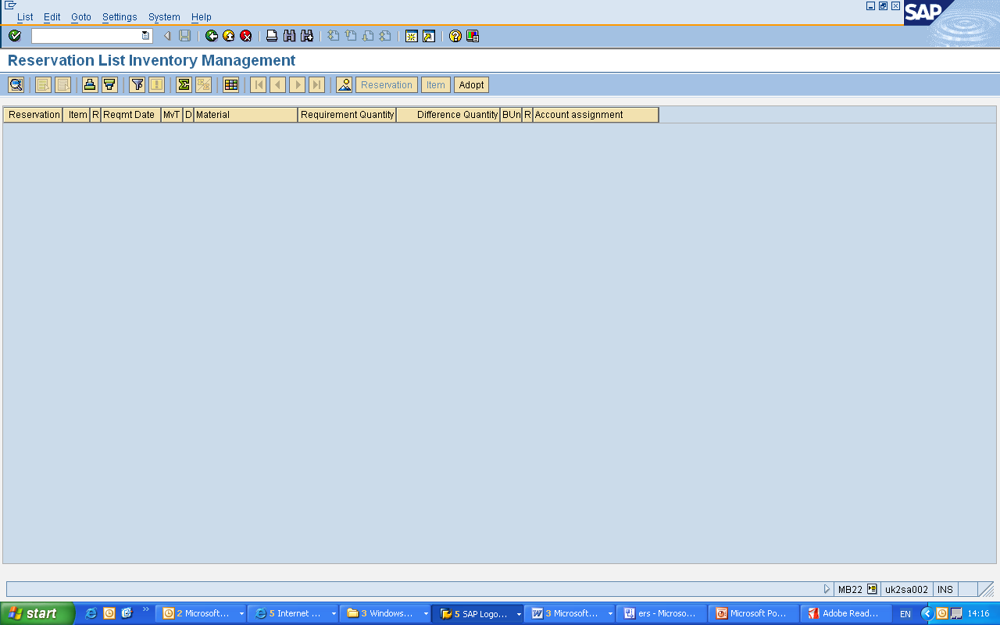 List Edit Goto Settings System Help
SAP
Reservation List Inventory Management
Reservation Item Adopt
Reservation Item R Reqmt Date MvT D Material Requirement Quantity Difference Quantity BUn R Account assignment
MB22 uk2sa002 INS
start 2 Microsoft... 5 Internet ... 3 Windows... 5 SAP Logo... 3 Microsoft... ers - Microso... Microsoft Po... Adobe Read... EN 14:16